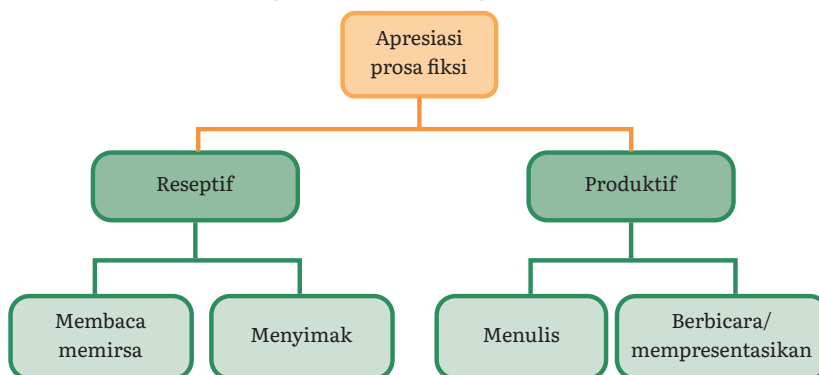 Apresiasi
prosa fiksi
Reseptif
Produktif
Membaca
memirsa
Menyimak
Menulis
Berbicara/
mempresentasikan